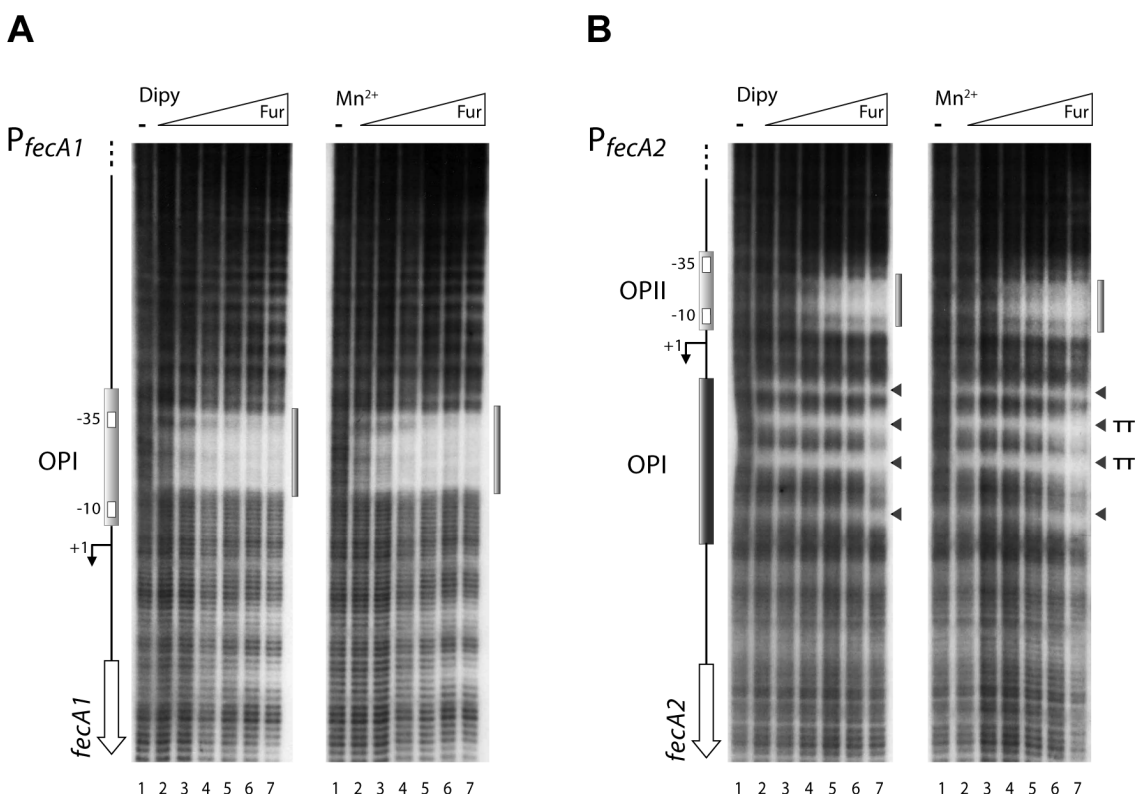 A
Dipy
Mn2+
- Fur
- Fur
PfecA1
-35
OPI
-10
+1
fecA1
1 2 3 4 5 6 7
1 2 3 4 5 6 7
B
Dipy
Mn2+
- Fur
- Fur
PfecA2
-35
OPII
-10
+1
TT
TT
OPI
fecA2
1 2 3 4 5 6 7
1 2 3 4 5 6 7